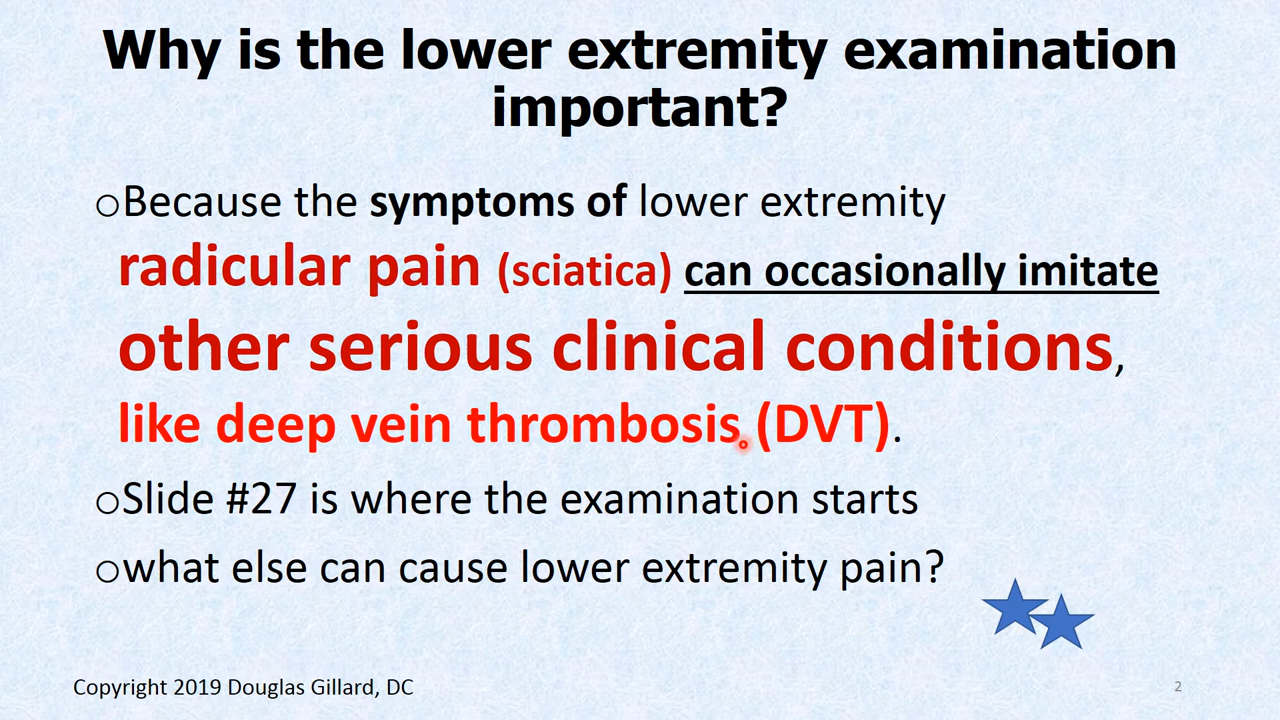 Why is the lower extremity examination
important?
○Because the symptoms of lower extremity
radicular pain (sciatica) can occasionally imitate
other serious clinical conditions,
like deep vein thrombosis (DVT).
○Slide #27 is where the examination starts
○what else can cause lower extremity pain?
Copyright 2019 Douglas Gillard, DC
2